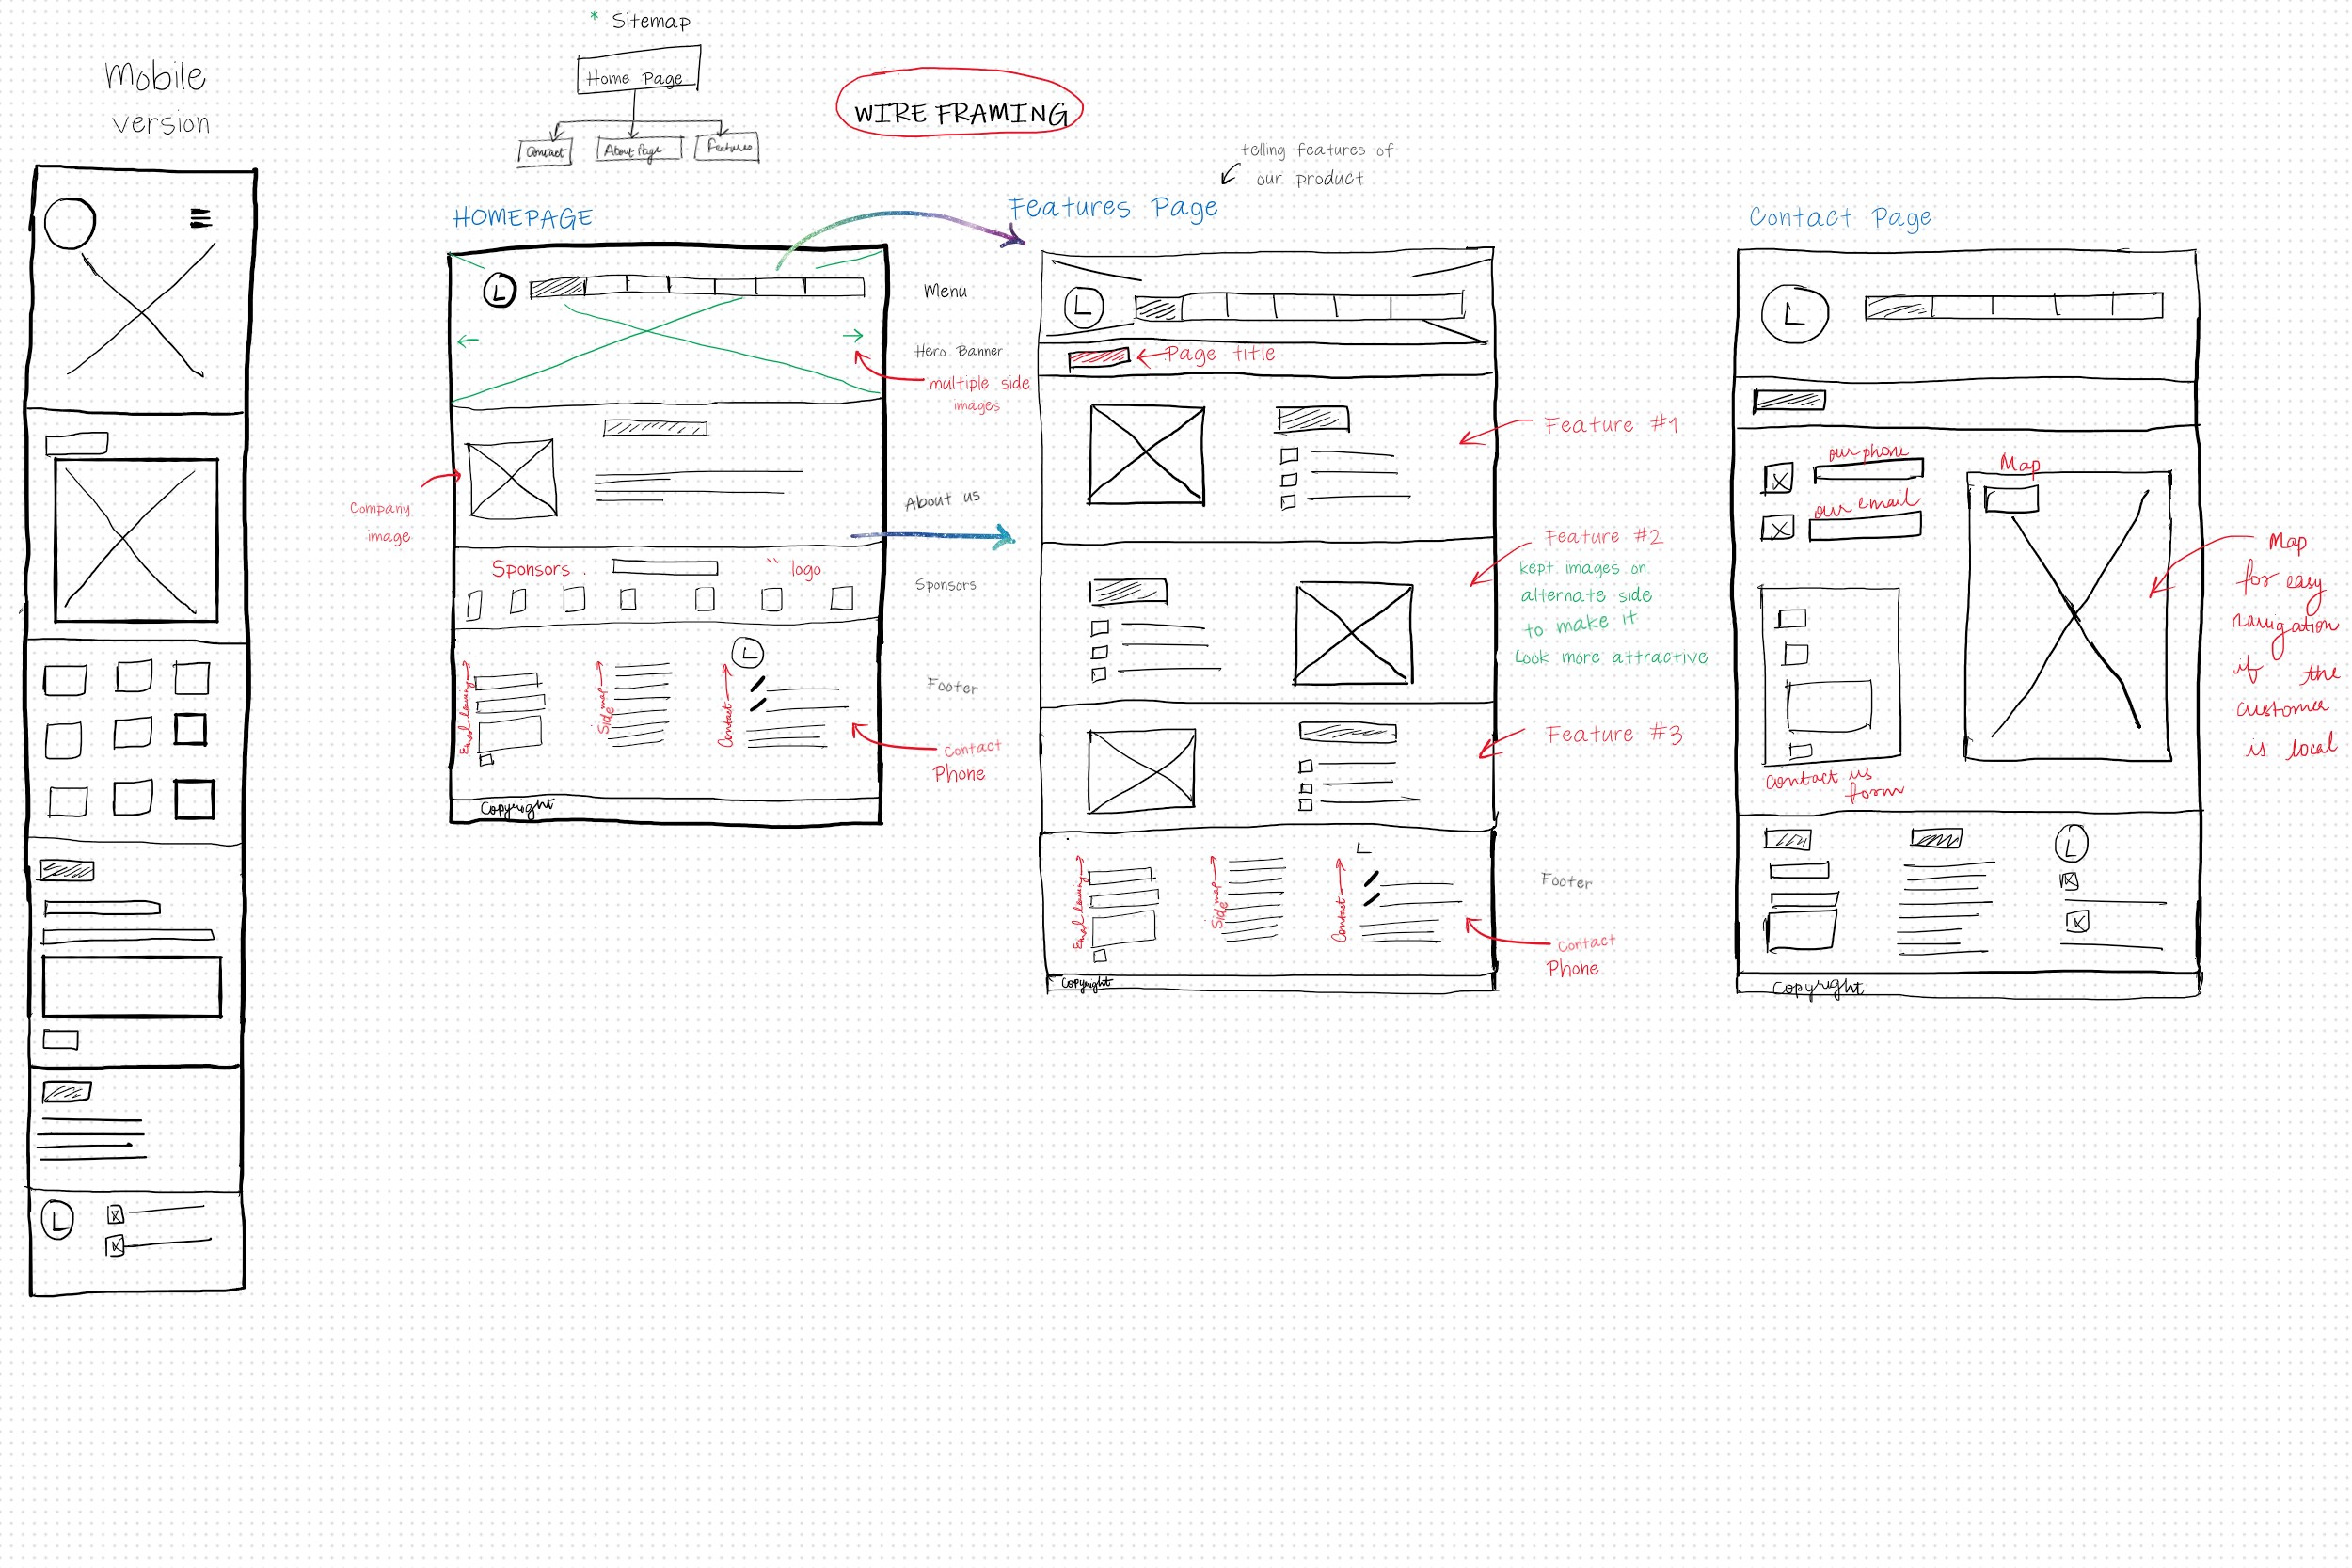 * Sitemap
Home Page
Contact
About Page
Features
WIRE FRAMING
Mobile
version
HOMEPAGE
L
Menu
Hero Banner
multiple side
images
Company
image
About us
Sponsors .
" logo
Sponsors
L
Email leaving
Side map
Contact
Footer
Contact
Phone
Copyright
telling features of
our product
Features Page
L
Page title
Feature #1
Feature #2
kept images on
alternate side
to make it
look more attractive
Feature #3
L
Email leaving
Side map
Contact
Footer
Contact
Phone
Copyright
Contact Page
L
our phone
our email
Map
Map
for easy
navigation
if the
customer
is local
Contact us
form
L
Copyright
L